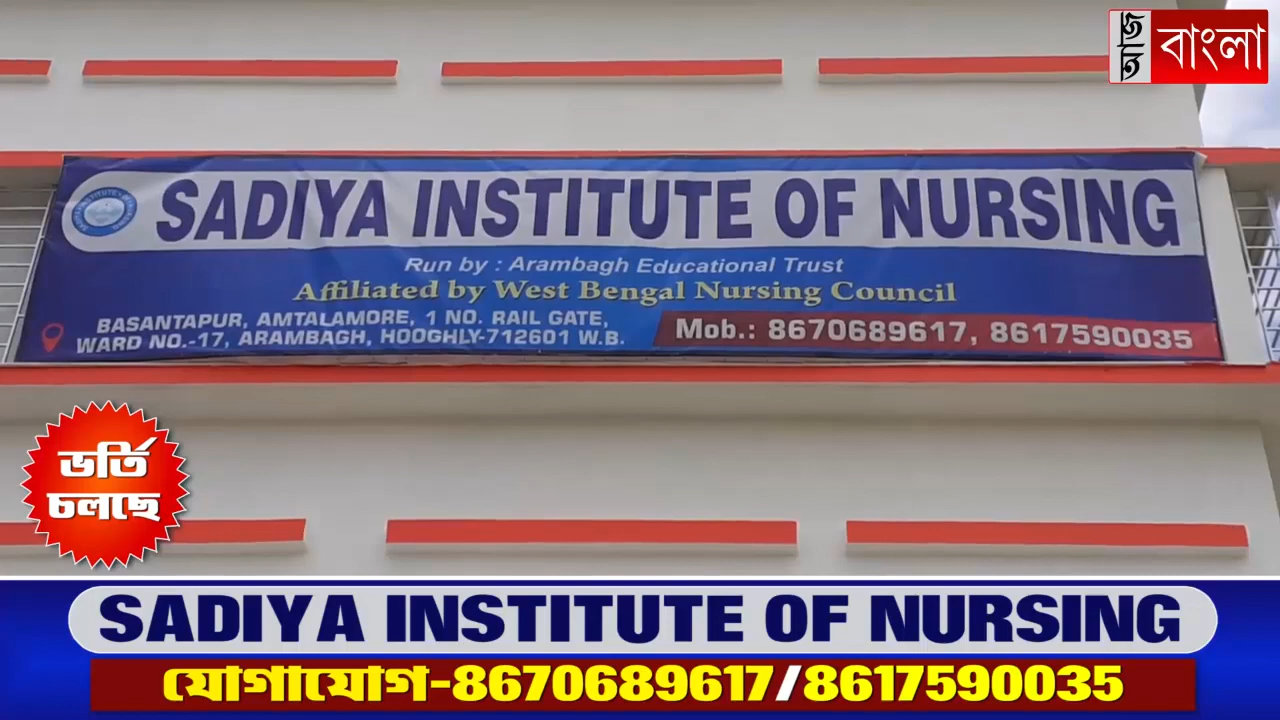 আজ বাংলা
SADIYA INSTITUTE OF NURSING
Run by : Arambagh Educational Trust
Affiliated by West Bengal Nursing Council
BASANTAPUR, AMTALAMORE, 1 NO. RAIL GATE,
WARD NO.-17, ARAMBAGH, HOOGHLY-712601 W.B.
Mob.: 8670689617, 8617590035
ভর্তি
চলছে
SADIYA INSTITUTE OF NURSING
যোগাযোগ-8670689617/8617590035